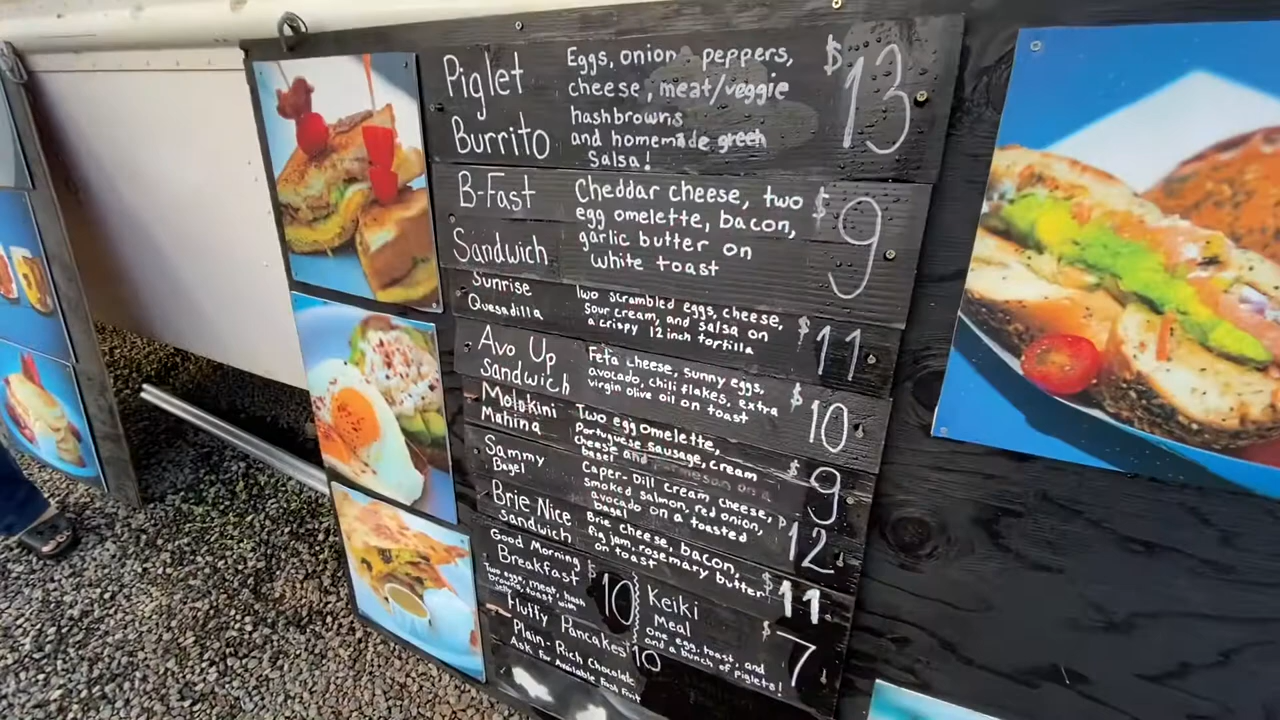 Piglet
Burrito
Eggs, onion peppers,
cheese, meat/veggie
hashbrowns
and homemade green
Salsa!
$13
B-Fast
Sandwich
Cheddar cheese, two
egg omelette, bacon,
garlic butter on
white toast
$9
Sunrise
Quesadilla
Two scrambled eggs, cheese,
sour cream, and salsa on
a crispy 12 inch tortilla
$11
Avo Up
Sandwich
Feta cheese, sunny eggs,
avocado, chili flakes, extra
virgin olive oil on toast
$10
Molokini
Mahina
Two egg omelette,
Portuguese sausage, cream
cheese and parmesan on a
bagel
$9
Sammy
Bagel
Caper-Dill cream cheese,
smoked salmon, red onion,
avocado on a toasted
bagel
$12
Brie Nice
Sandwich
Brie cheese, bacon,
fig jam, rosemary butter
on toast
$11
Good Morning
Breakfast
Two eggs, meat, hash
browns, toast with
jelly
$10
Keiki
Meal
one egg, toast, and
and a bunch of piglets!
$7
Fluffy Pancakes
Plain-Rich Chocolate
Ask For Available Fresh Fruit
$10